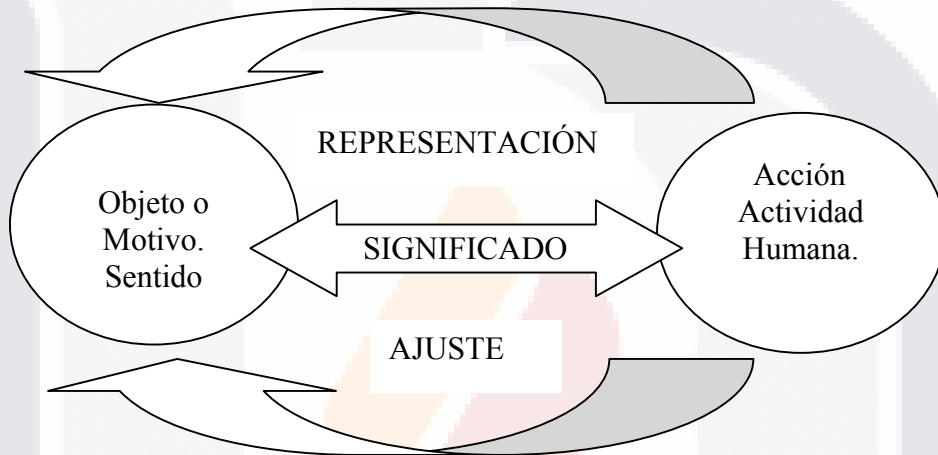 REPRESENTACIÓN
Objeto o
Motivo.
Sentido
SIGNIFICADO
Acción
Actividad
Humana.
AJUSTE